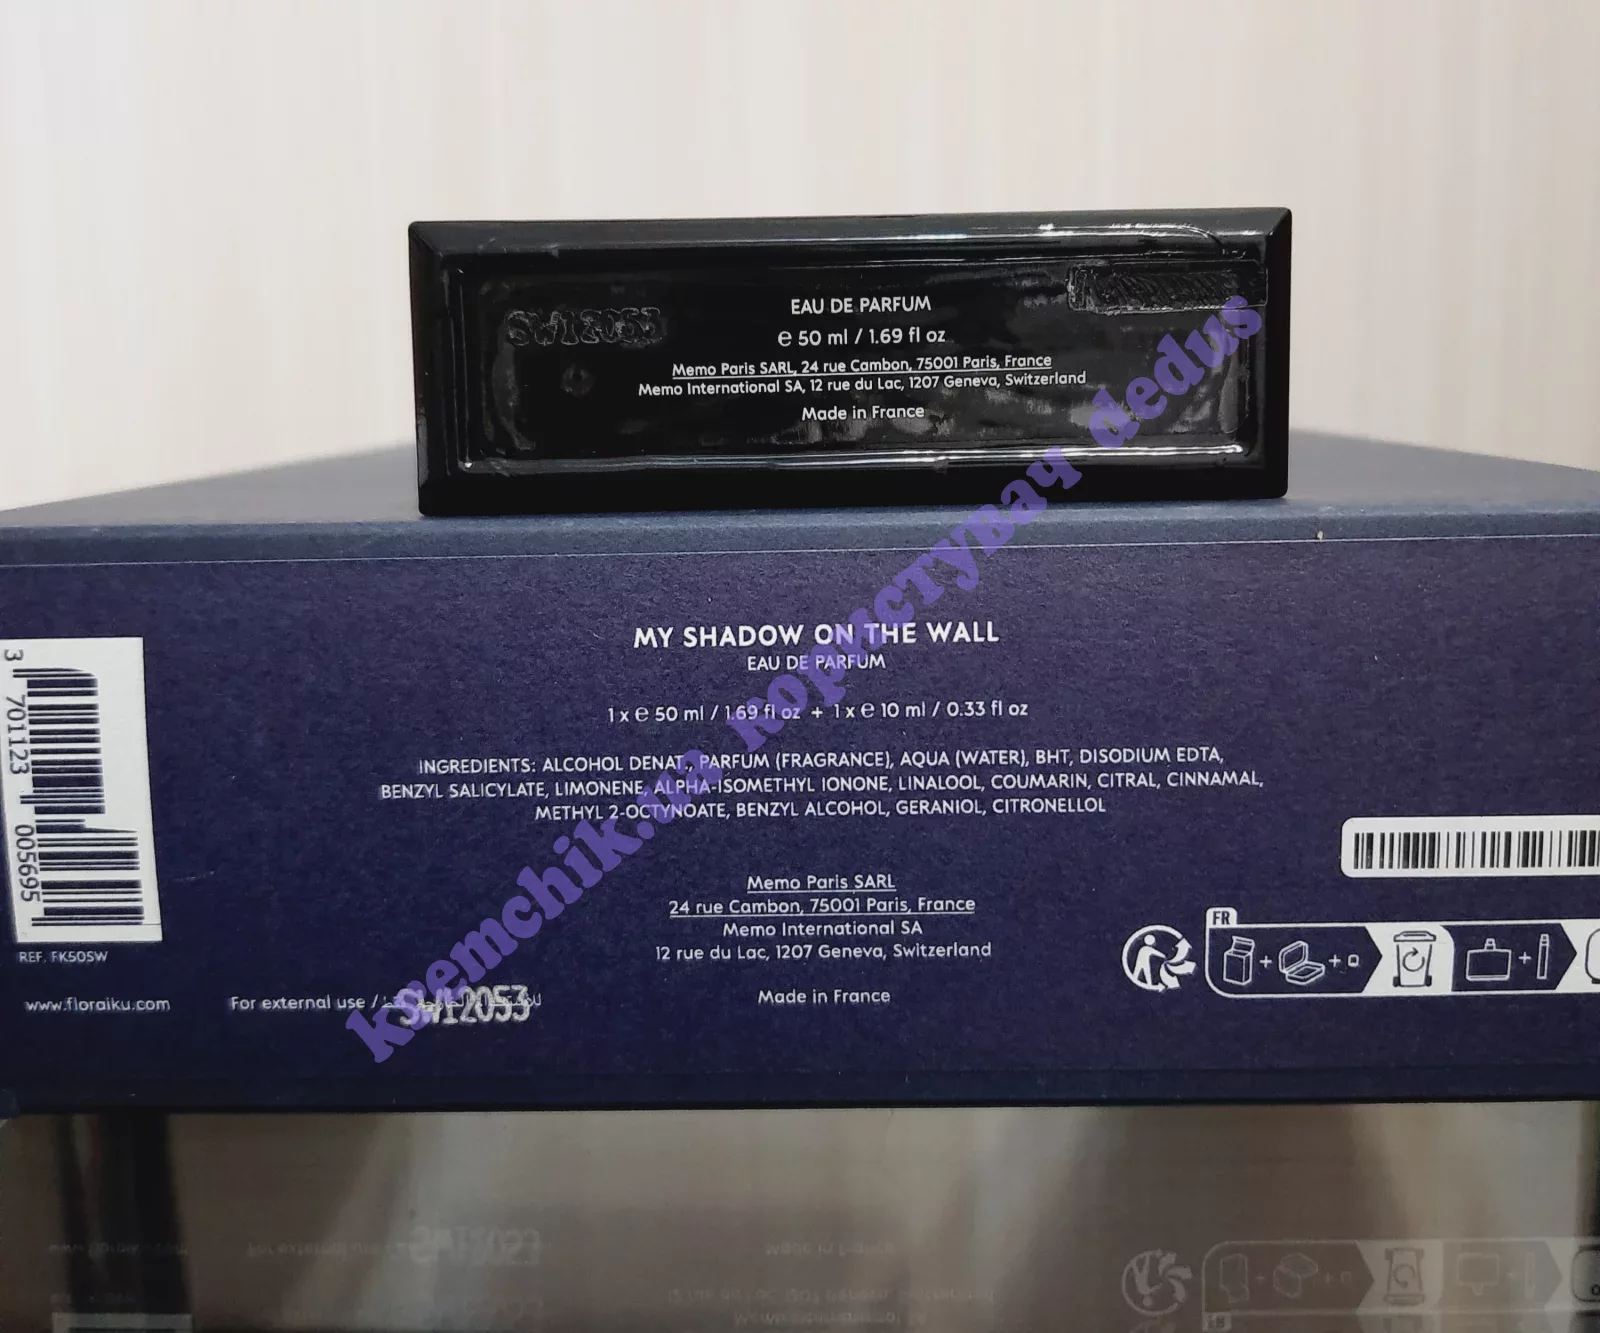 SW12053
EAU DE PARFUM
e 50 ml / 1.69 fl oz
Memo Paris SARL, 24 rue Cambon, 75001 Paris, France
Memo International SA, 12 rue du Lac, 1207 Geneva, Switzerland
Made in France
MY SHADOW ON THE WALL
EAU DE PARFUM
1 x e 50 ml / 1.69 fl oz + 1 x e 10 ml / 0.33 fl oz
INGREDIENTS: ALCOHOL DENAT., PARFUM (FRAGRANCE), AQUA (WATER), BHT, DISODIUM EDTA,
BENZYL SALICYLATE, LIMONENE, ALPHA-ISOMETHYL IONONE, LINALOOL, COUMARIN, CITRAL, CINNAMAL,
METHYL 2-OCTYNOATE, BENZYL ALCOHOL, GERANIOL, CITRONELLOL
Memo Paris SARL
24 rue Cambon, 75001 Paris, France
Memo International SA
12 rue du Lac, 1207 Geneva, Switzerland
Made in France
3 701123 005695
REF. FK50SW
www.floraiku.com
For external use /
SW12053
FR
ksemchik.ua користувач dedus